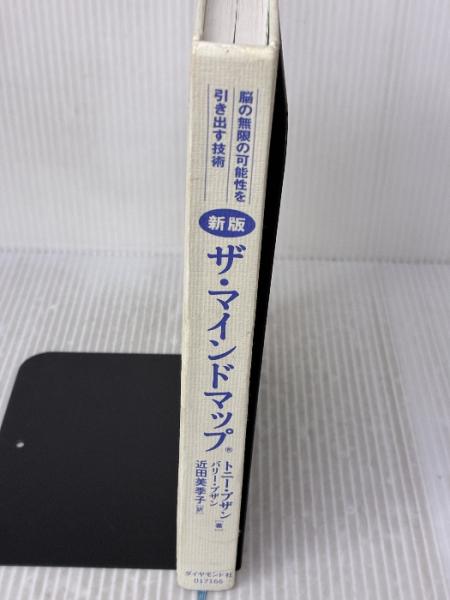 脳の無限の可能性を
引き出す技術
新版
ザ・マインドマップ®
トニー・ブザン
バリー・ブザン[著]
近田美季子[訳]
ダイヤモンド社
017166